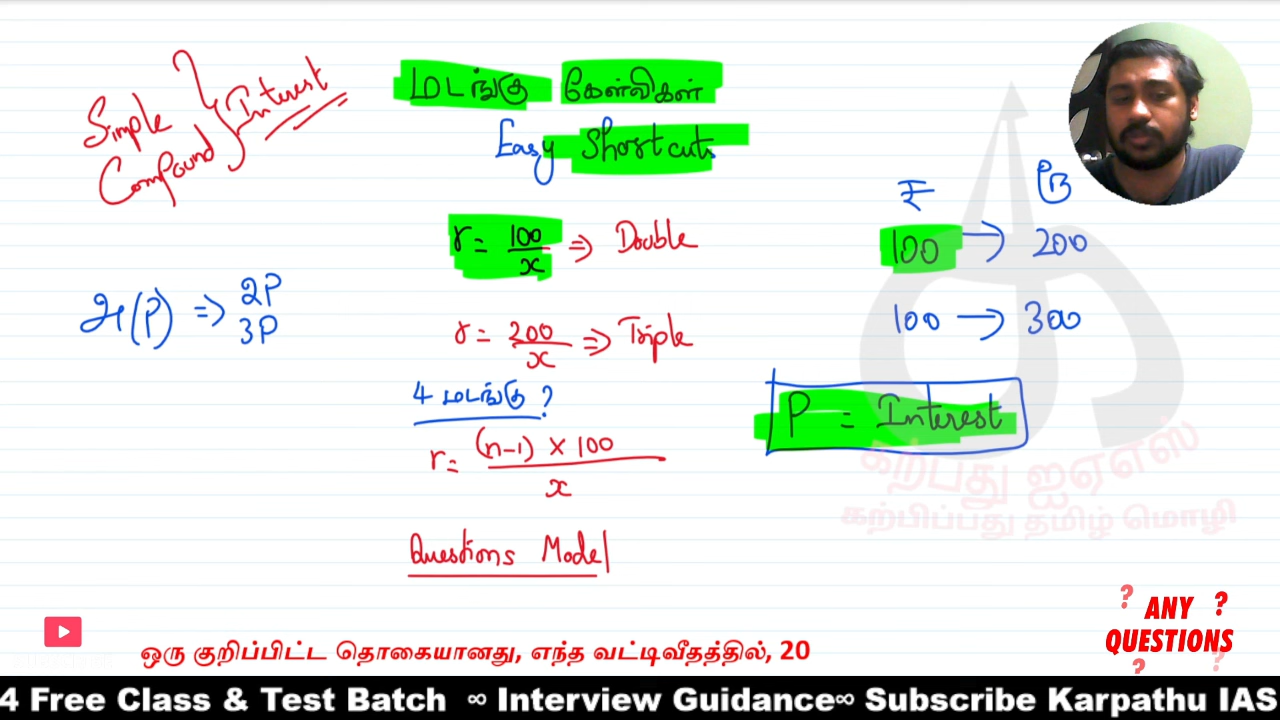 Simple
Compound } Interest
மடங்கு கேள்விகள்
Easy Shortcuts
r = 100/x => Double
r = 200/x => Triple
4 மடங்கு ?
r = (n-1) × 100 / x
Questions Model
அ(P) => 2P
3P
₹ ரூ
100 → 200
100 → 300
P = Interest
கற்பது ஐஏஎஸ்
கற்பிப்பது தமிழ் மொழி
ANY ?
QUESTIONS
ஒரு குறிப்பிட்ட தொகையானது, எந்த வட்டிவீதத்தில், 20
4 Free Class & Test Batch ∞ Interview Guidance∞ Subscribe Karpathu IAS